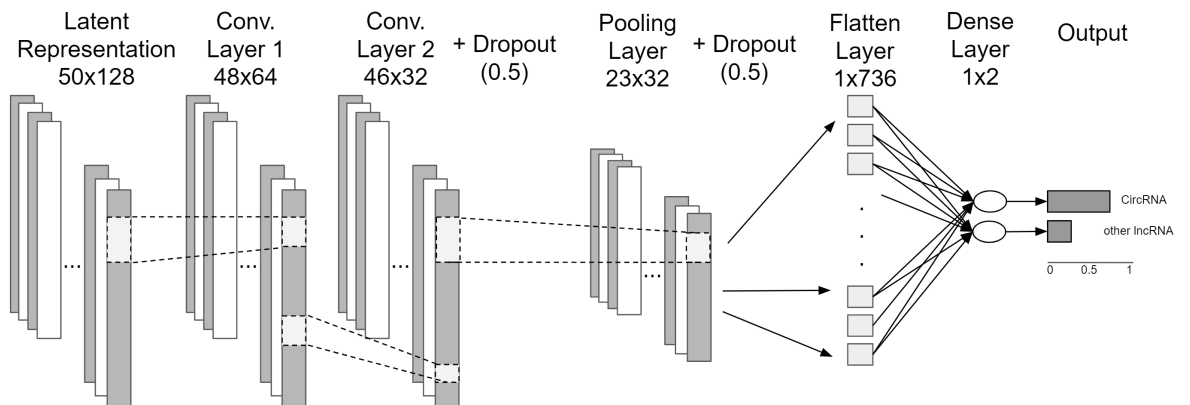 Latent
Representation
50x128
Conv.
Layer 1
48x64
Conv.
Layer 2
46x32
+ Dropout
(0.5)
Pooling
Layer
23x32
+ Dropout
(0.5)
Flatten
Layer
1x736
Dense
Layer
1x2
Output
...
...
...
...
CircRNA
other lncRNA
0 0.5 1